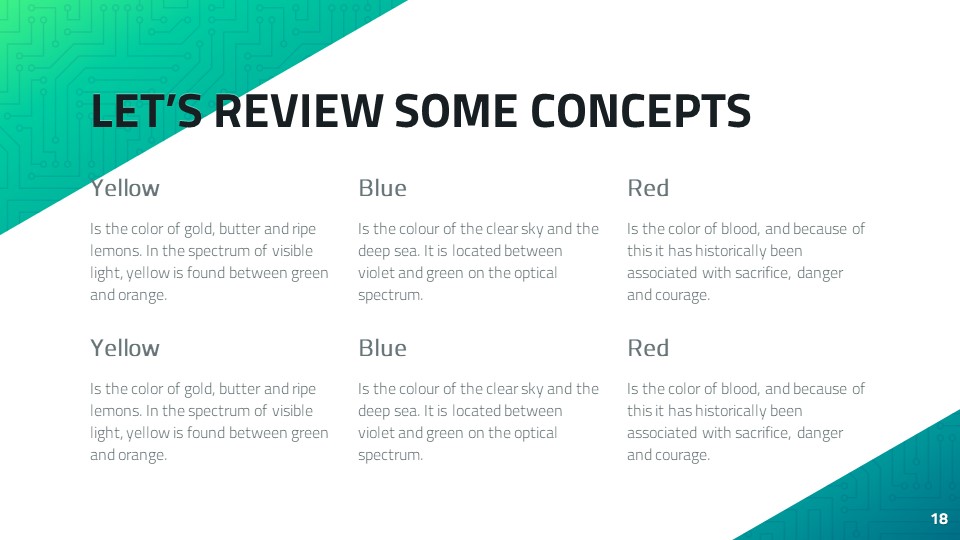 LET’S REVIEW SOME CONCEPTS
Yellow
Is the color of gold, butter and ripe
lemons. In the spectrum of visible
light, yellow is found between green
and orange.
Blue
Is the colour of the clear sky and the
deep sea. It is located between
violet and green on the optical
spectrum.
Red
Is the color of blood, and because of
this it has historically been
associated with sacrifice, danger
and courage.
Yellow
Is the color of gold, butter and ripe
lemons. In the spectrum of visible
light, yellow is found between green
and orange.
Blue
Is the colour of the clear sky and the
deep sea. It is located between
violet and green on the optical
spectrum.
Red
Is the color of blood, and because of
this it has historically been
associated with sacrifice, danger
and courage.
18